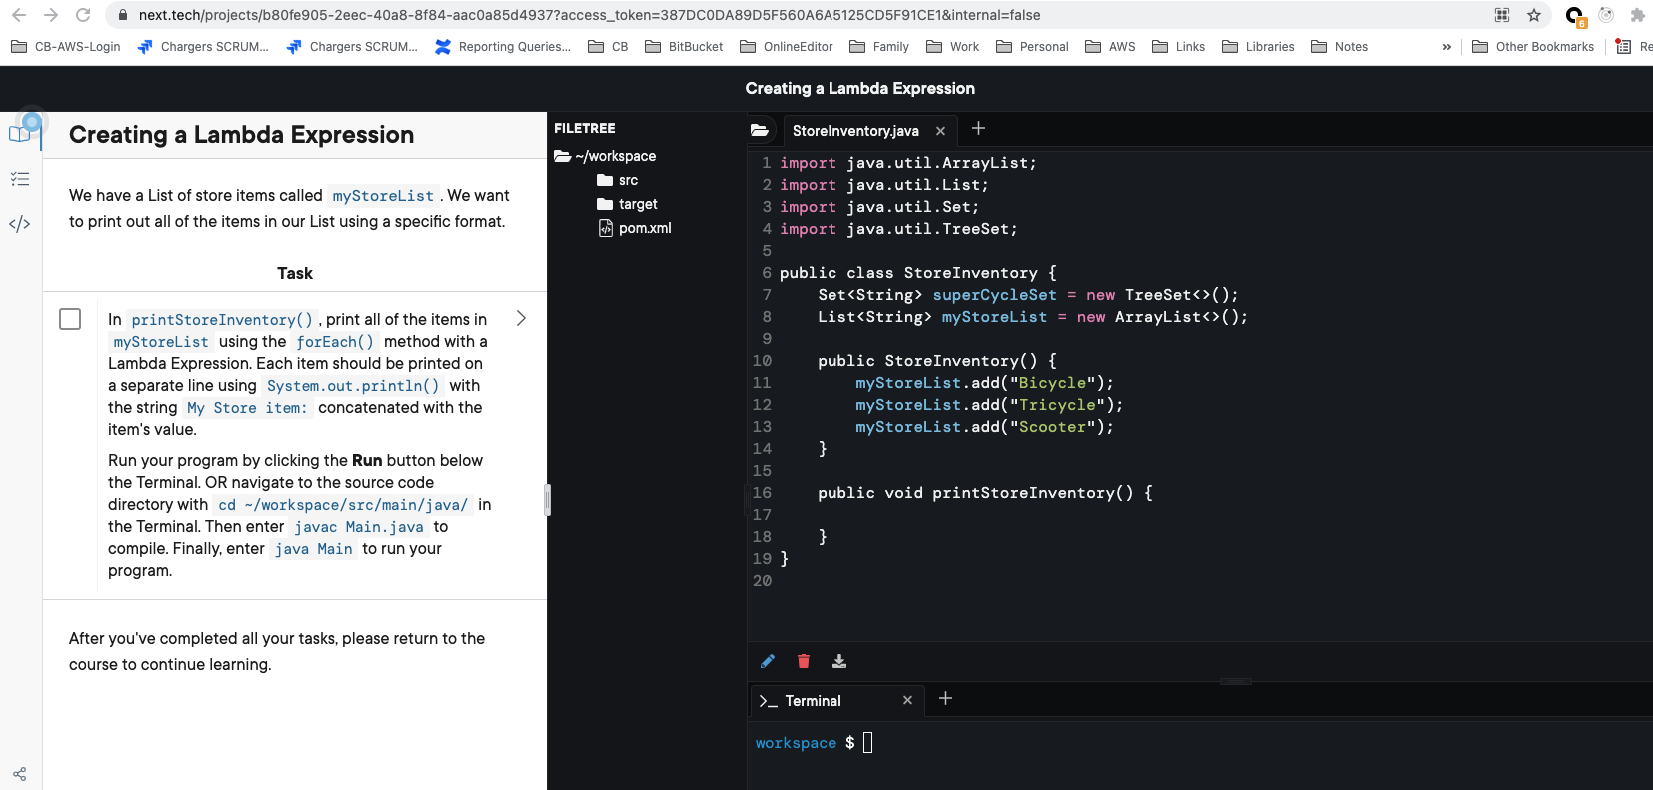 next.tech/projects/b80fe905-2eec-40a8-8f84-aac0a85d4937?access_token=387DC0DA89D5F560A6A5125CD5F91CE1&internal=false
6
CB-AWS-Login Chargers SCRUM... Chargers SCRUM... Reporting Queries... CB BitBucket OnlineEditor Family Work Personal AWS Links Libraries Notes » Other Bookmarks Re
Creating a Lambda Expression
Creating a Lambda Expression
We have a List of store items called myStoreList . We want
to print out all of the items in our List using a specific format.
Task
In printStoreInventory() , print all of the items in
myStoreList using the forEach() method with a
Lambda Expression. Each item should be printed on
a separate line using System.out.println() with
the string My Store item: concatenated with the
item's value.
Run your program by clicking the Run button below
the Terminal. OR navigate to the source code
directory with cd ~/workspace/src/main/java/ in
the Terminal. Then enter javac Main.java to
compile. Finally, enter java Main to run your
program.
After you've completed all your tasks, please return to the
course to continue learning.
FILETREE
~/workspace
src
target
pom.xml
StoreInventory.java × +
1 import java.util.ArrayList;
2 import java.util.List;
3 import java.util.Set;
4 import java.util.TreeSet;
5
6 public class StoreInventory {
7     Set<String> superCycleSet = new TreeSet<>();
8     List<String> myStoreList = new ArrayList<>();
9
10     public StoreInventory() {
11         myStoreList.add("Bicycle");
12         myStoreList.add("Tricycle");
13         myStoreList.add("Scooter");
14     }
15
16     public void printStoreInventory() {
17
18     }
19 }
20
>_ Terminal × +
workspace $